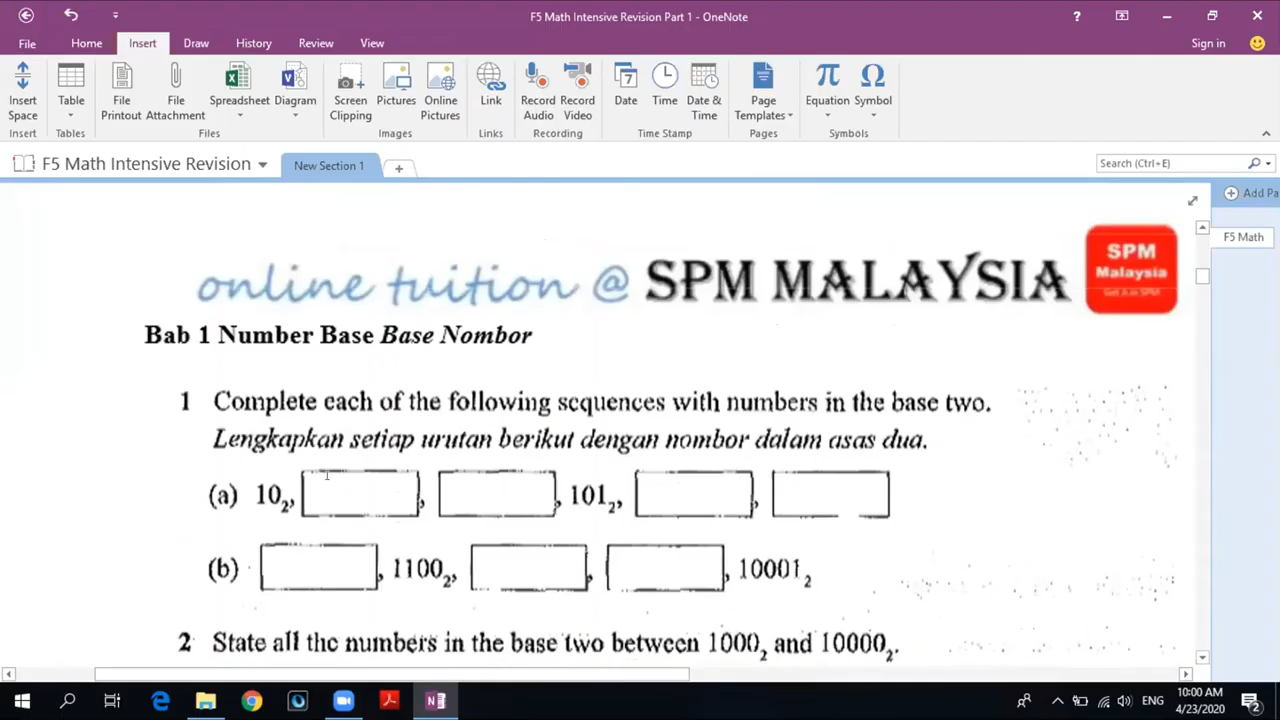 F5 Math Intensive Revision Part 1 - OneNote
?
File Home Insert Draw History Review View Sign in
Insert Space
Table
File Printout
File Attachment
Spreadsheet
Diagram
Screen Clipping
Pictures
Online Pictures
Link
Record Audio
Record Video
Date
Time
Date & Time
Page Templates
π Equation
Ω Symbol
Insert Tables Files Images Links Recording Time Stamp Pages Symbols
F5 Math Intensive Revision New Section 1 + Search (Ctrl+E)
Add Pa
F5 Math
online tuition @ SPM MALAYSIA
SPM
Malaysia
Get A in SPM
Bab 1 Number Base Base Nombor
1 Complete each of the following sequences with numbers in the base two.
Lengkapkan setiap urutan berikut dengan nombor dalam asas dua.
(a) 10₂, , , 101₂, ,
(b) , 1100₂, , , 10001₂
2 State all the numbers in the base two between 1000₂ and 10000₂.
ENG
10:00 AM
4/23/2020
2